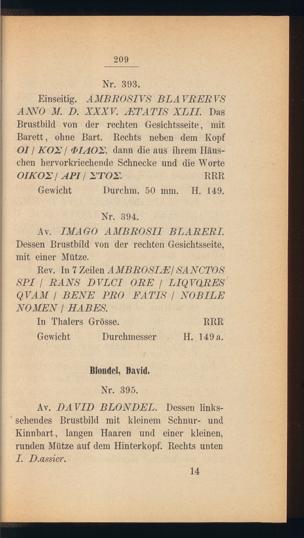 209
Nr. 393.
Einseitig. AMBROSIVS BLAVRERVS
ANNO M. D. XXXV. ÆTATIS XLII. Das
Brustbild von der rechten Gesichtsseite, mit
Barett, ohne Bart. Rechts neben dem Kopf
ΟΙ / ΚΟΣ / ΦΙΛΟΣ, dann die aus ihrem Häus-
chen hervorkriechende Schnecke und die Worte
ΟΙΚΟΣ / ΑΡΙ / ΣΤΟΣ. RRR
Gewicht Durchm. 50 mm. H. 149.
Nr. 394.
Av. IMAGO AMBROSII BLARERI.
Dessen Brustbild von der rechten Gesichtsseite,
mit einer Mütze.
Rev. In 7 Zeilen AMBROSIÆ / SANCTOS
SPI / RANS DVLCI ORE / LIQVQRES
QVAM / BENE PRO FATIS / NOBILE
NOMEN / HABES.
In Thalers Grösse. RRR
Gewicht Durchmesser H. 149 a.
Blondel, David.
Nr. 395.
Av. DAVID BLONDEL. Dessen links-
sehendes Brustbild mit kleinem Schnur- und
Kinnbart, langen Haaren und einer kleinen,
runden Mütze auf dem Hinterkopf. Rechts unten
I. D.assier.
14